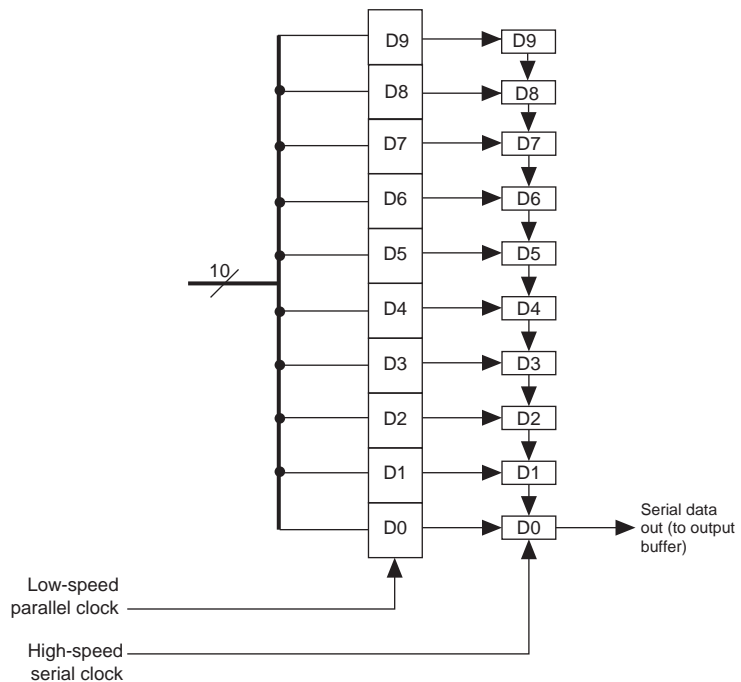 D9 D9
D8 D8
D7 D7
D6 D6
D5 D5
10
D4 D4
D3 D3
D2 D2
D1 D1
D0 D0
Serial data
out (to output
buffer)
Low-speed
parallel clock
High-speed
serial clock